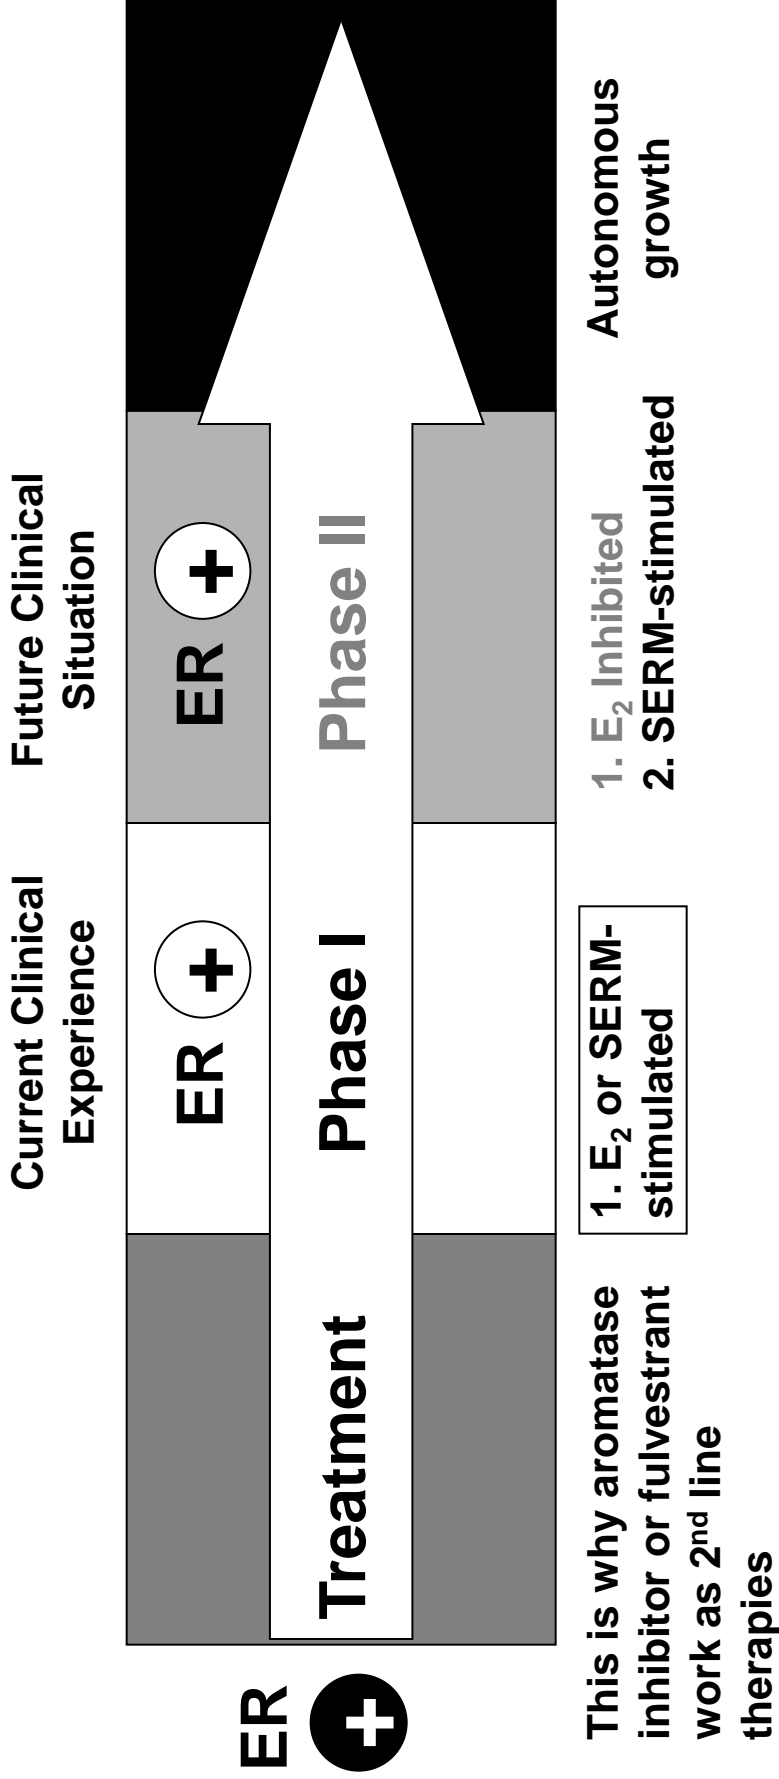 Current Clinical
Experience
Future Clinical
Situation
ER
+
ER
+
ER
+
Treatment
Phase I
Phase II
This is why aromatase
inhibitor or fulvestrant
work as 2nd line
therapies
1. E2 or SERM-
stimulated
1. E2 Inhibited
2. SERM-stimulated
Autonomous
growth